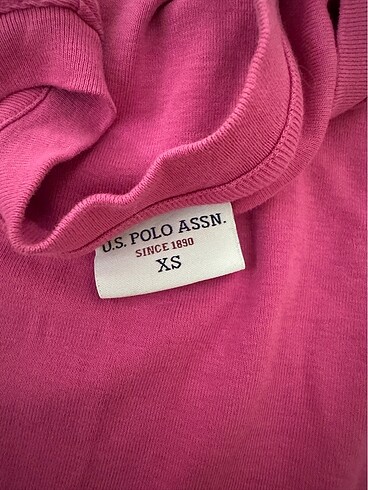 U.S. POLO ASSN.
SINCE 1890
XS